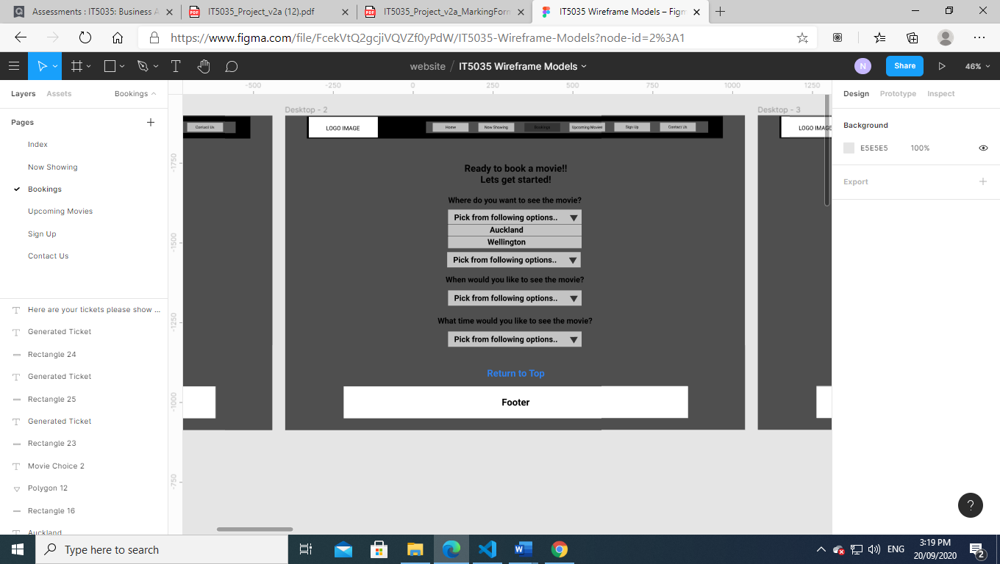 Assessments : IT5035: Business A
IT5035_Project_v2a (12).pdf
IT5035_Project_v2a_MarkingForm
IT5035 Wireframe Models – Figm
https://www.figma.com/file/FcekVtQ2gcjiVQVZf0yPdW/IT5035-Wireframe-Models?node-id=2%3A1
website / IT5035 Wireframe Models
N
Share
46%
Layers
Assets
Bookings
Pages
Index
Now Showing
Bookings
Upcoming Movies
Sign Up
Contact Us
Here are your tickets please show ...
Generated Ticket
Rectangle 24
Generated Ticket
Rectangle 25
Generated Ticket
Rectangle 23
Movie Choice 2
Polygon 12
Rectangle 16
Auckland
-500 -250 0 250 500 750 1000 1250
-1750
-1500
-1250
-1000
-750
Contact Us
Desktop - 2
LOGO IMAGE
Home
Now Showing
Bookings
Upcoming Movies
Sign Up
Contact Us
Ready to book a movie!!
Lets get started!
Where do you want to see the movie?
Pick from following options..
Auckland
Wellington
Pick from following options..
When would you like to see the movie?
Pick from following options..
What time would you like to see the movie?
Pick from following options..
Return to Top
Footer
Desktop - 3
LOGO IMAGE
Design
Prototype
Inspect
Background
E5E5E5 100%
Export
?
Type here to search
ENG
3:19 PM
20/09/2020
2